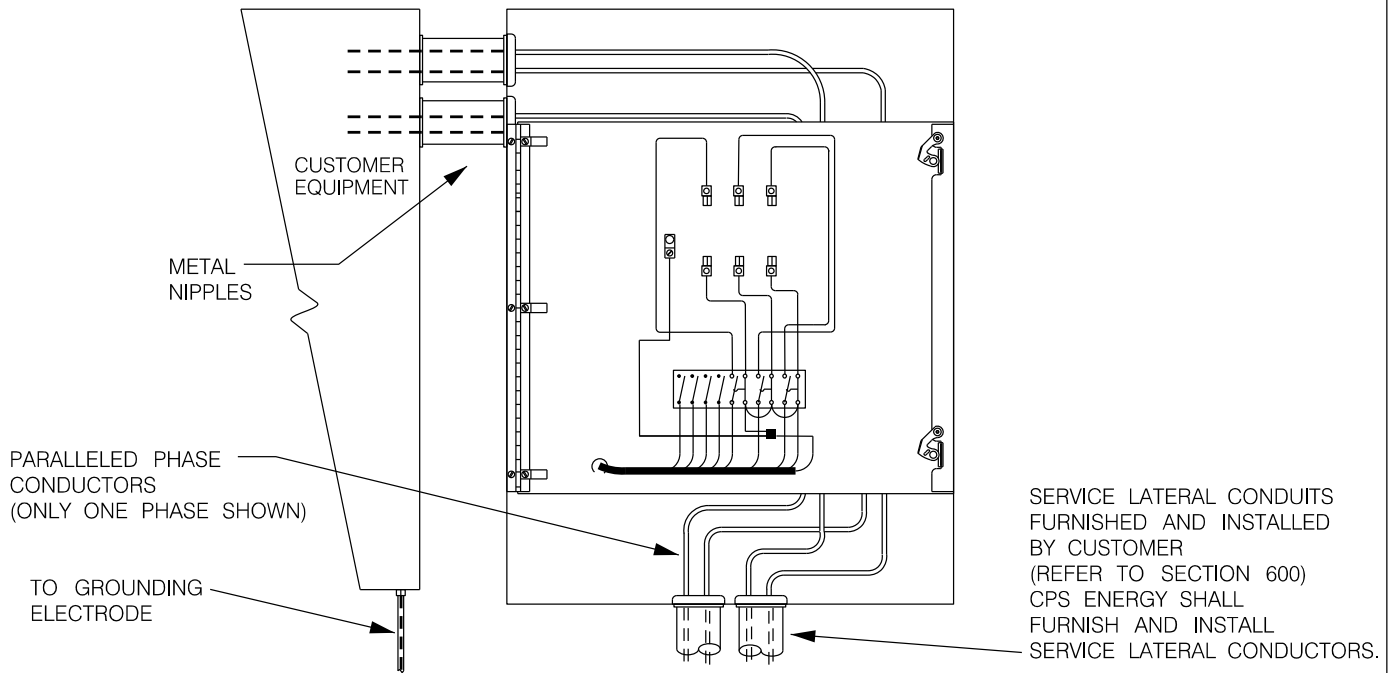 CUSTOMER
EQUIPMENT
METAL
NIPPLES
PARALLELED PHASE
CONDUCTORS
(ONLY ONE PHASE SHOWN)
TO GROUNDING
ELECTRODE
SERVICE LATERAL CONDUITS
FURNISHED AND INSTALLED
BY CUSTOMER
(REFER TO SECTION 600)
CPS ENERGY SHALL
FURNISH AND INSTALL
SERVICE LATERAL CONDUCTORS.